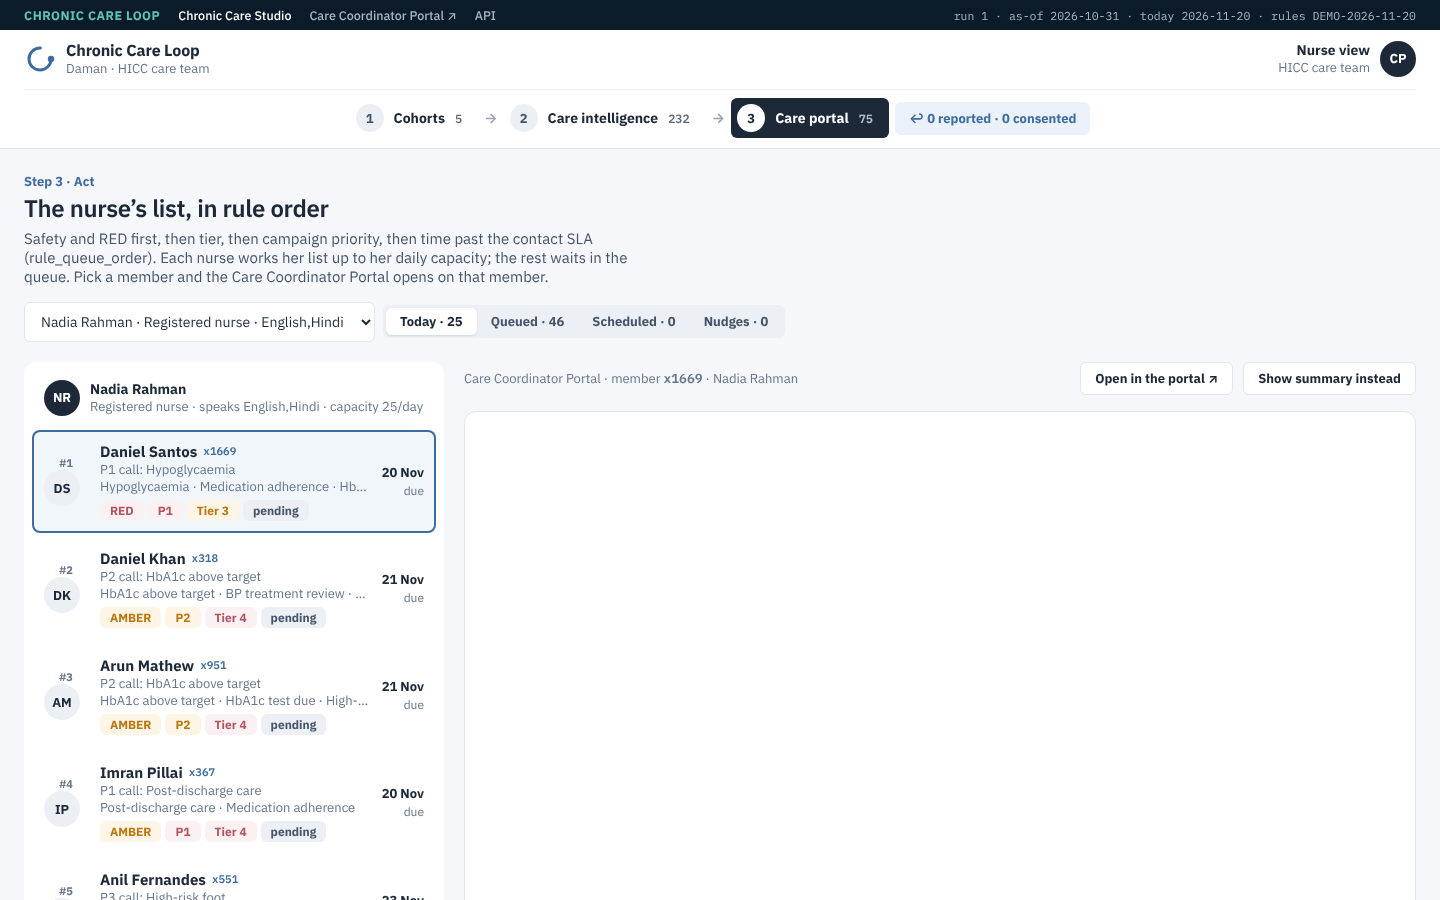 CHRONIC CARE LOOP Chronic Care Studio Care Coordinator Portal ↗ API run 1 · as-of 2026-10-31 · today 2026-11-20 · rules DEMO-2026-11-20
Chronic Care Loop
Daman · HICC care team
Nurse view
HICC care team
CP
1 Cohorts 5 → 2 Care intelligence 232 → 3 Care portal 75 ↩ 0 reported · 0 consented
Step 3 · Act
The nurse’s list, in rule order
Safety and RED first, then tier, then campaign priority, then time past the contact SLA
(rule_queue_order). Each nurse works her list up to her daily capacity; the rest waits in the
queue. Pick a member and the Care Coordinator Portal opens on that member.
Nadia Rahman · Registered nurse · English,Hindi Today · 25 Queued · 46 Scheduled · 0 Nudges · 0
NR
Nadia Rahman
Registered nurse · speaks English,Hindi · capacity 25/day
Care Coordinator Portal · member x1669 · Nadia Rahman Open in the portal ↗ Show summary instead
#1
DS
Daniel Santos x1669
P1 call: Hypoglycaemia
Hypoglycaemia · Medication adherence · Hb…
RED P1 Tier 3 pending
20 Nov
due
#2
DK
Daniel Khan x318
P2 call: HbA1c above target
HbA1c above target · BP treatment review · …
AMBER P2 Tier 4 pending
21 Nov
due
#3
AM
Arun Mathew x951
P2 call: HbA1c above target
HbA1c above target · HbA1c test due · High-…
AMBER P2 Tier 4 pending
21 Nov
due
#4
IP
Imran Pillai x367
P1 call: Post-discharge care
Post-discharge care · Medication adherence
AMBER P1 Tier 4 pending
20 Nov
due
#5
Anil Fernandes x551
P3 call: High-risk foot
23 Nov